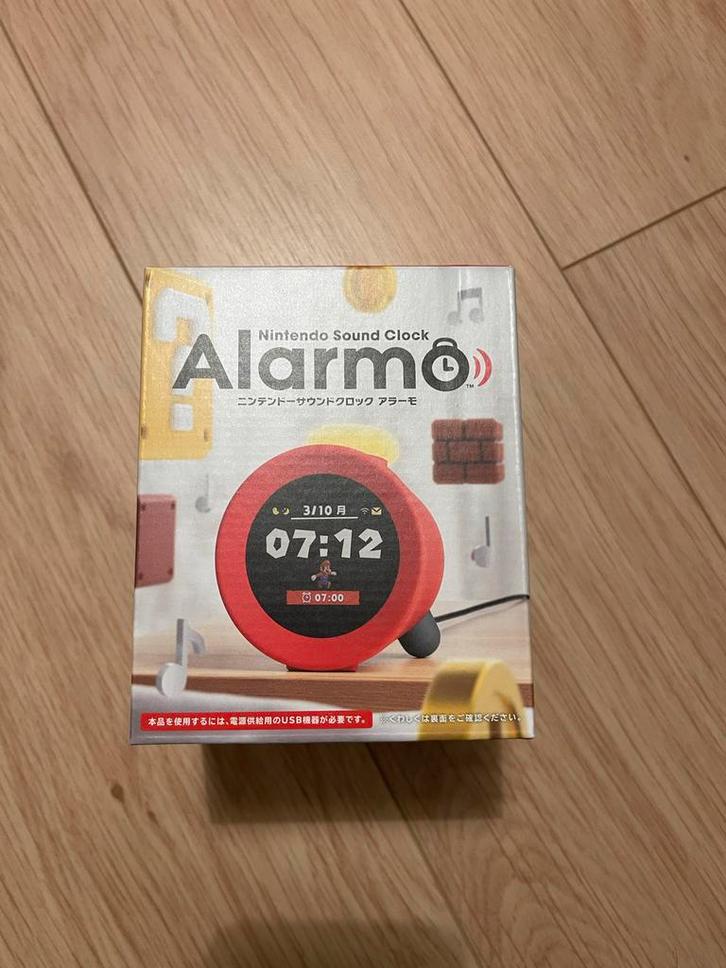 Nintendo Sound Clock
Alarmo
TM
ニンテンドーサウンドクロック アラーモ
3/10 月
07:12
07:00
本品を使用するには、電源供給用のUSB機器が必要です。
※くわしくは裏面をご確認ください。